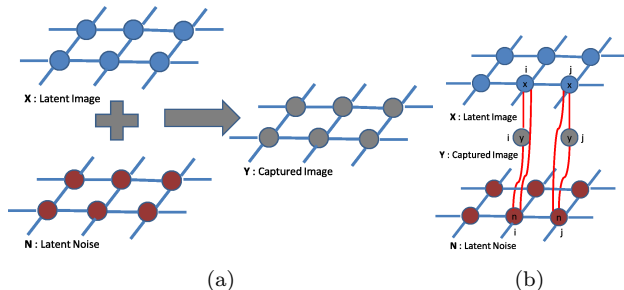 X : Latent Image
Y : Captured Image
N : Latent Noise
(a)
i
j
x
x
X : Latent Image
i
y
y
j
Y : Captured Image
n
n
i
j
N : Latent Noise
(b)